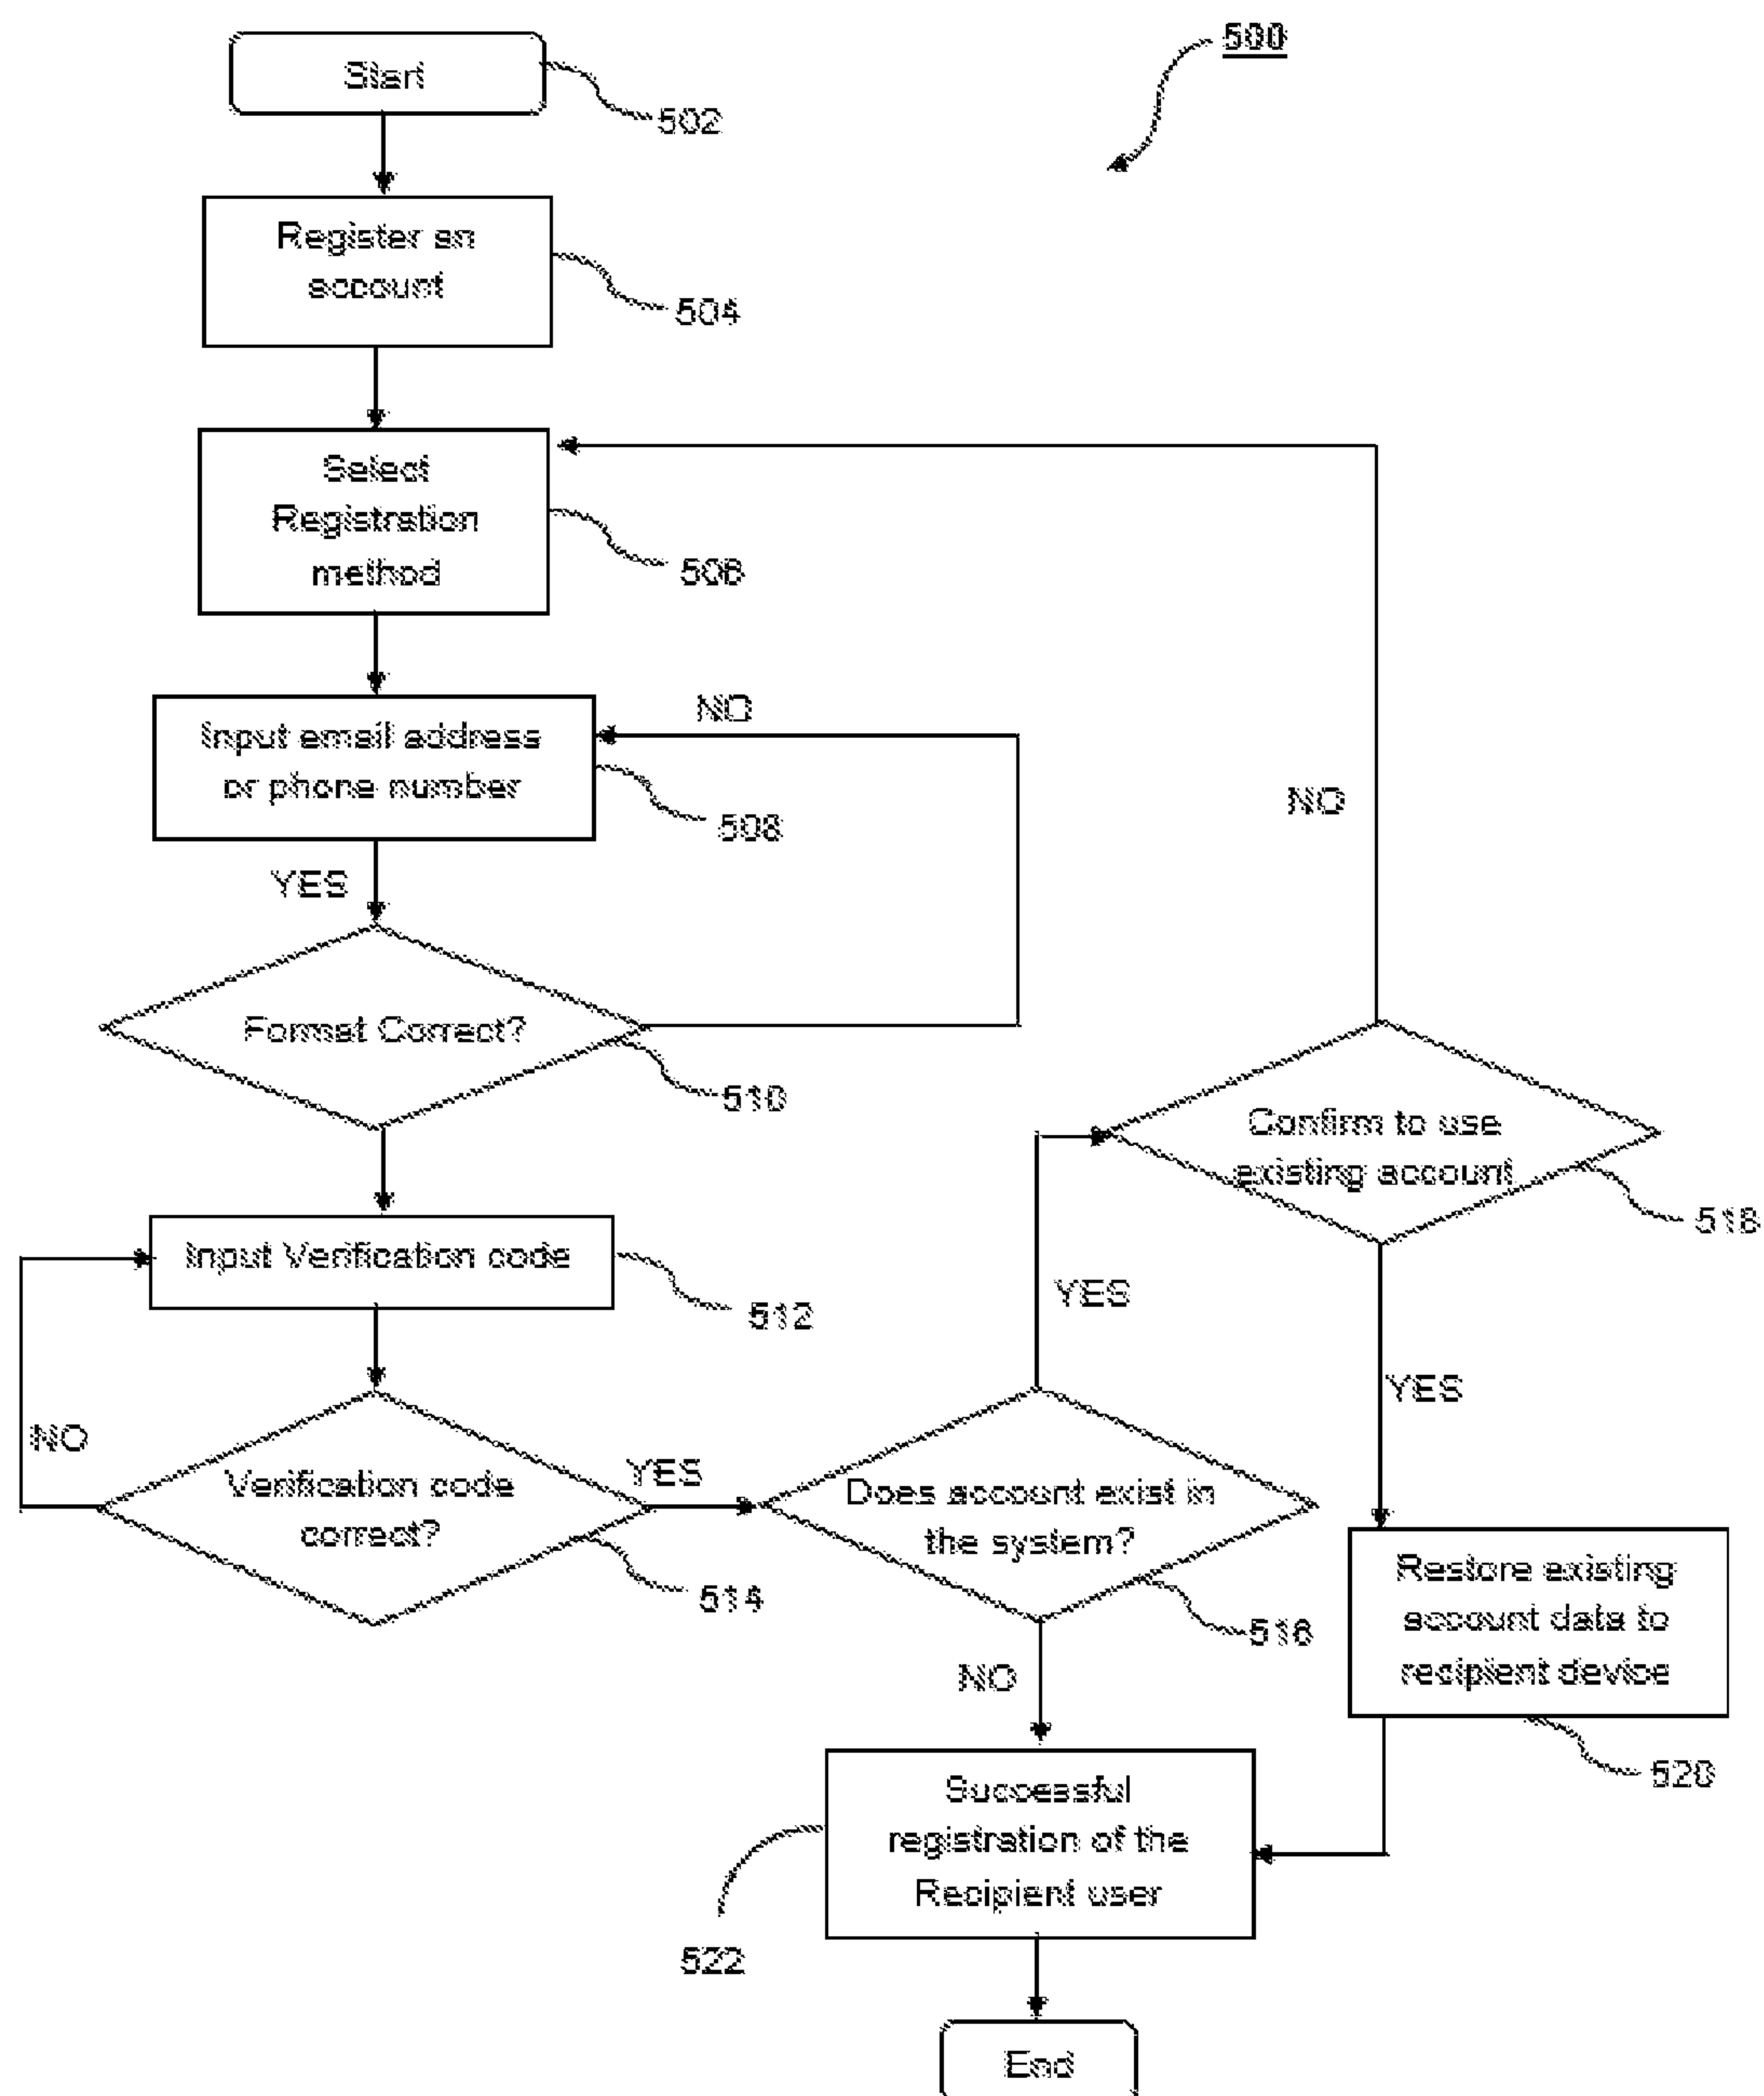 500
Start
502
Register an
account
504
Select
Registration
method
506
NO
Input email address
or phone number
508
YES
Format Correct?
510
NO
Confirm to use
existing account
518
Input Verification code
512
YES
YES
NO
Verification code
correct?
514
YES
Does account exist in
the system?
516
Restore existing
account data to
recipient device
520
NO
Successful
registration of the
Recipient user
522
End